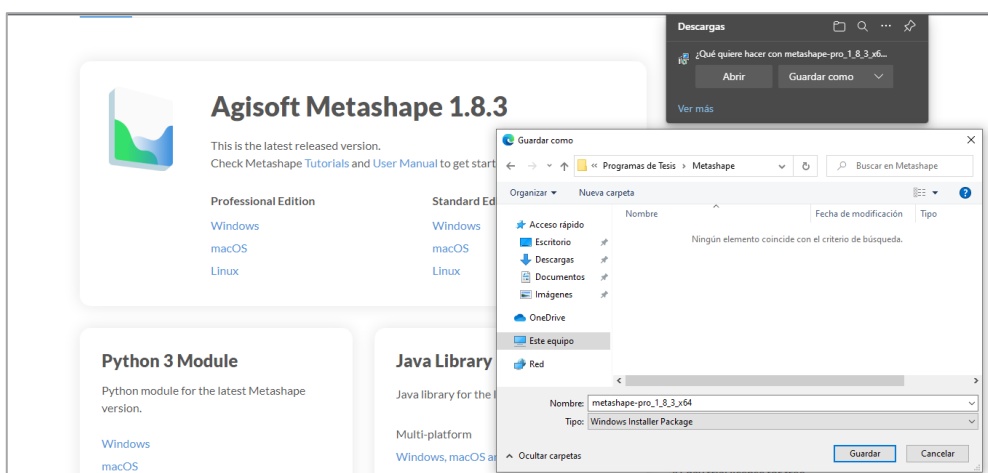 Descargas
¿Qué quiere hacer con metashape-pro_1_8_3_x6...
Abrir
Guardar como
Ver más
Agisoft Metashape 1.8.3
This is the latest released version.
Check Metashape Tutorials and User Manual to get start
Professional Edition
Standard Ed
Windows
Windows
macOS
macOS
Linux
Linux
Python 3 Module
Python module for the latest Metashape
version.
Windows
macOS
Java Library
Java library for the l
Multi-platform
Windows, macOS a
Guardar como
« Programas de Tesis › Metashape
Buscar en Metashape
Organizar
Nueva carpeta
Nombre
Fecha de modificación
Tipo
Ningún elemento coincide con el criterio de búsqueda.
Acceso rápido
Escritorio
Descargas
Documentos
Imágenes
OneDrive
Este equipo
Red
Nombre: metashape-pro_1_8_3_x64
Tipo: Windows Installer Package
Ocultar carpetas
Guardar
Cancelar